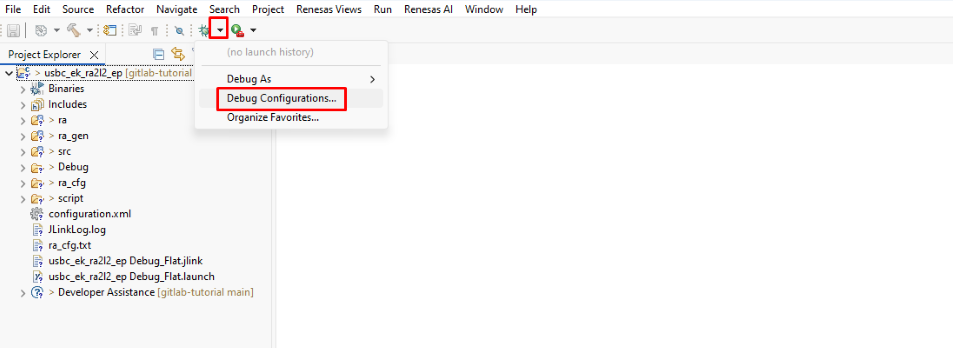 File Edit Source Refactor Navigate Search Project Renesas Views Run Renesas AI Window Help
Project Explorer
(no launch history)
Debug As
Debug Configurations...
Organize Favorites...
> usbc_ek_ra2l2_ep [gitlab-tutorial
Binaries
Includes
> ra
> ra_gen
> src
> Debug
> ra_cfg
> script
configuration.xml
JLinkLog.log
ra_cfg.txt
usbc_ek_ra2l2_ep Debug_Flat.jlink
usbc_ek_ra2l2_ep Debug_Flat.launch
> Developer Assistance [gitlab-tutorial main]